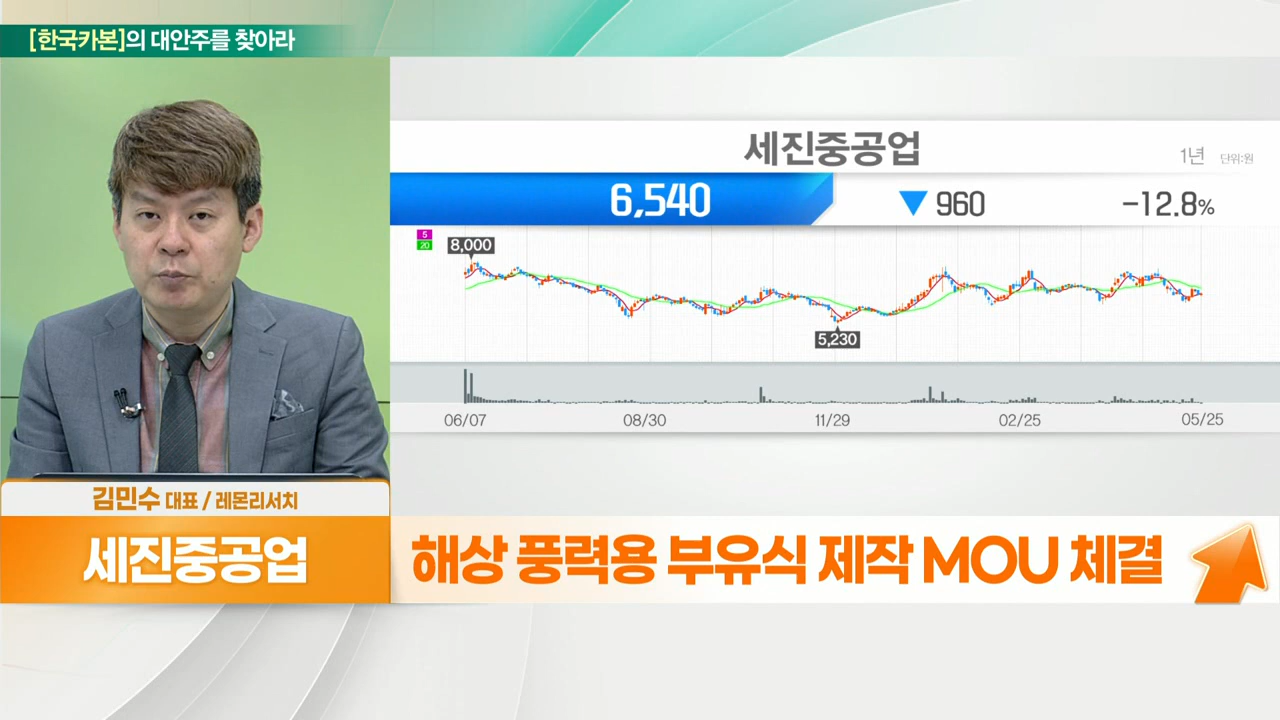 [한국카본]의 대안주를 찾아라
세진중공업
1년 단위:원
6,540 ▼ 960 -12.8%
5
20
8,000
5,230
06/07 08/30 11/29 02/25 05/25
김민수 대표 / 레몬리서치
세진중공업
해상 풍력용 부유식 제작 MOU 체결